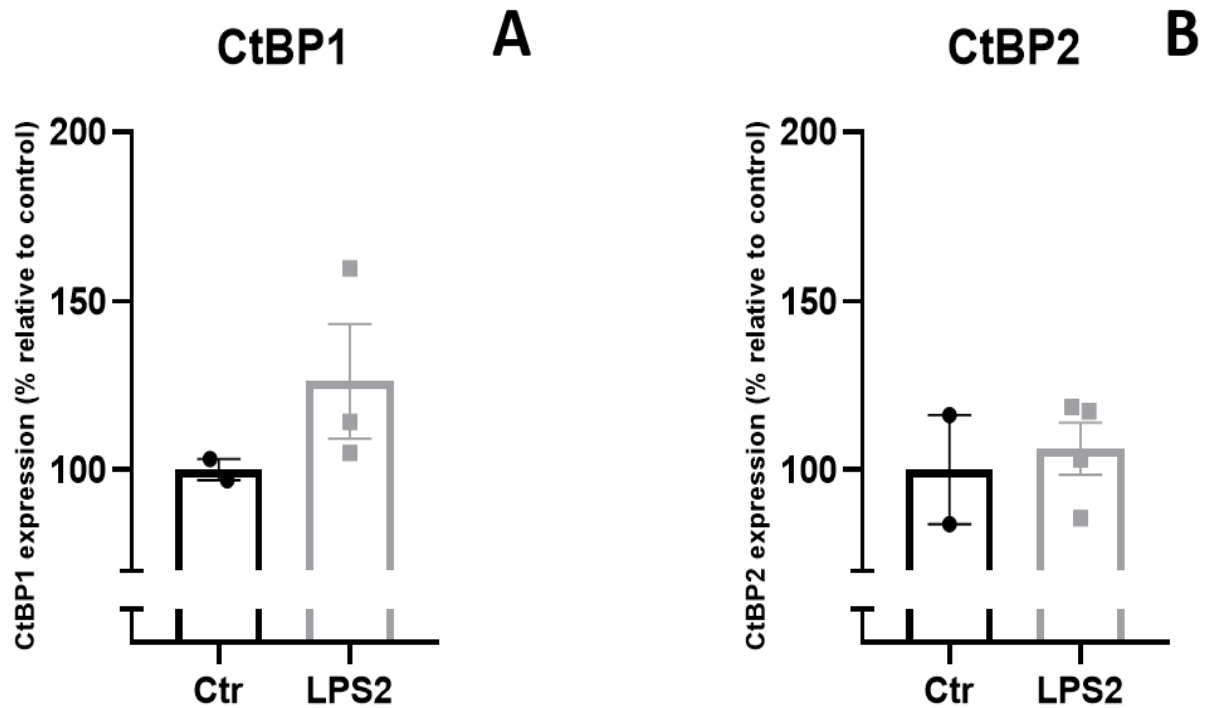 CtBP1
A
CtBP1 expression (% relative to control)
200
150
100
Ctr
LPS2
CtBP2
B
CtBP2 expression (% relative to control)
200
150
100
Ctr
LPS2